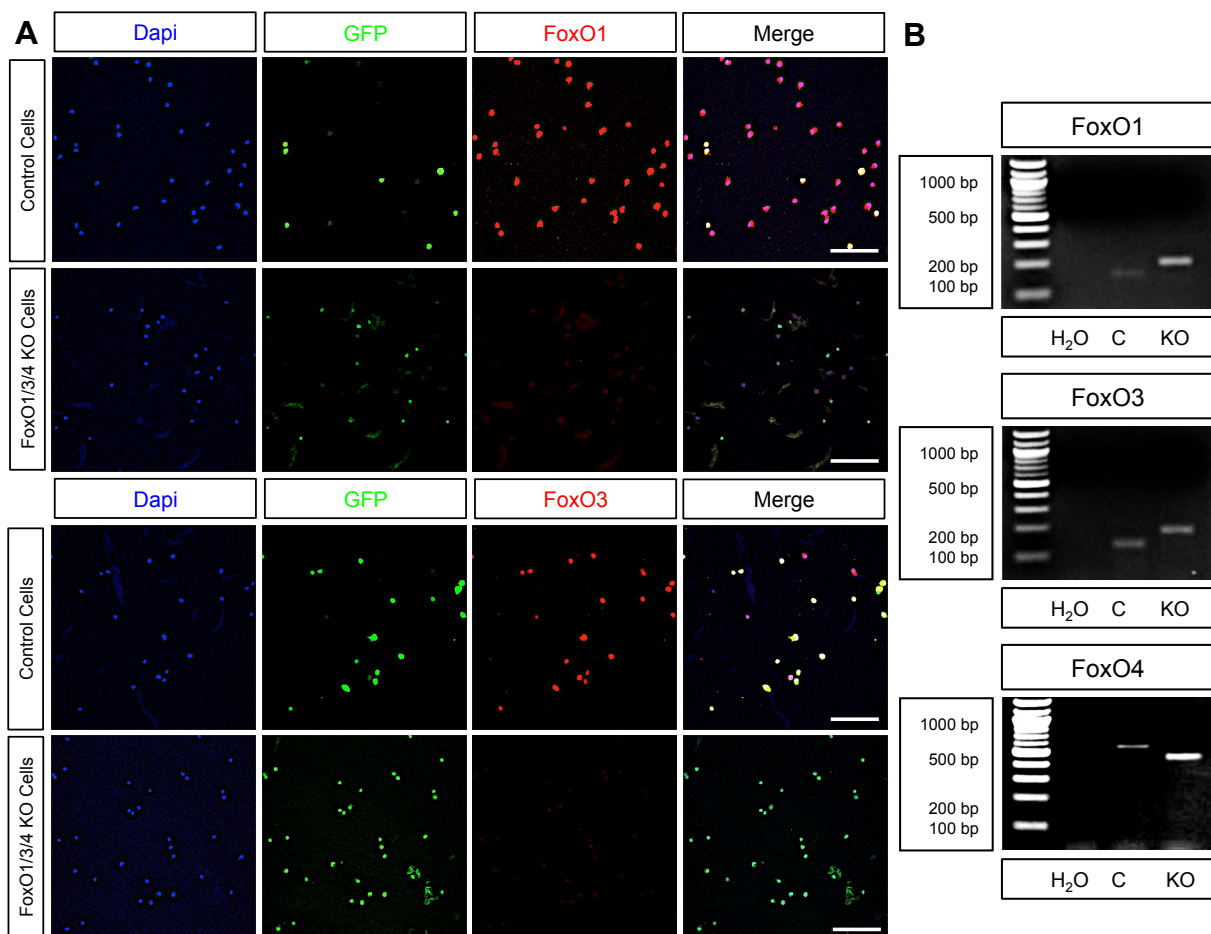 A
Dapi GFP FoxO1 Merge
Control Cells
FoxO1/3/4 KO Cells
Dapi GFP FoxO3 Merge
Control Cells
FoxO1/3/4 KO Cells
B
FoxO1
1000 bp
500 bp
200 bp
100 bp
H₂O C KO
FoxO3
1000 bp
500 bp
200 bp
100 bp
H₂O C KO
FoxO4
1000 bp
500 bp
200 bp
100 bp
H₂O C KO